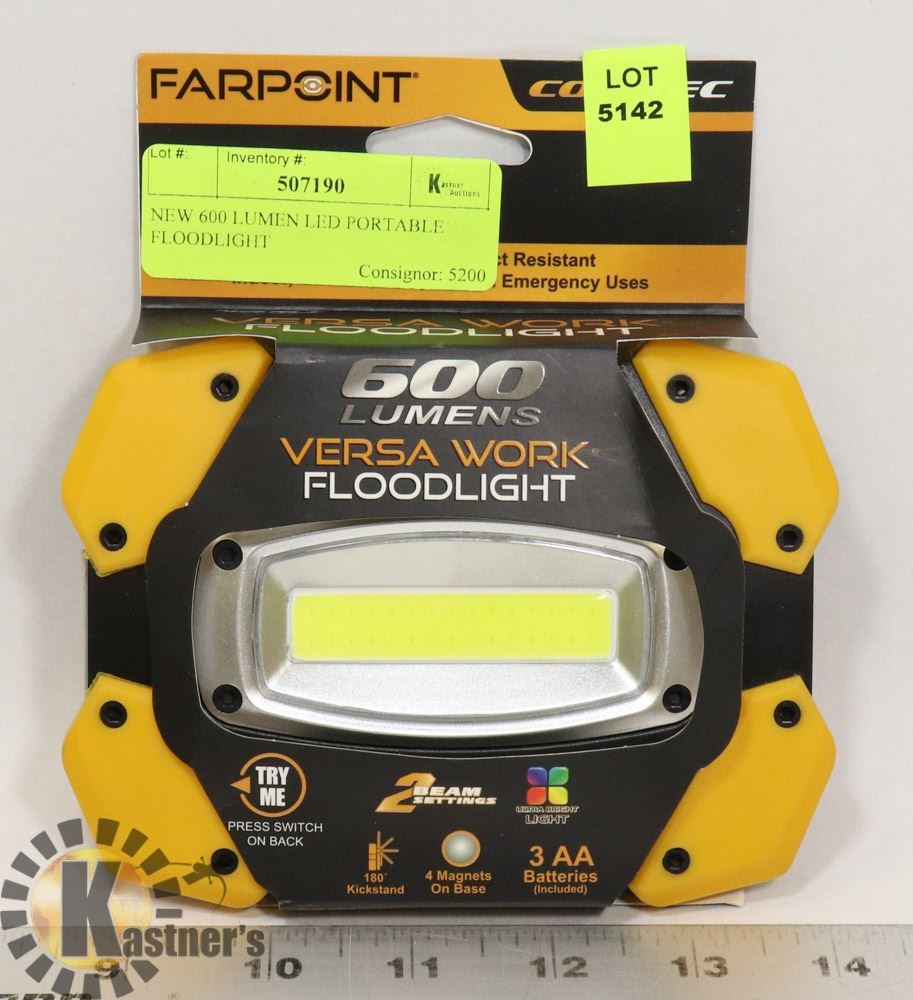 FARPOINT®
LOT
5142
Lot #:
Inventory #:
507190
Kastner
Auctions
NEW 600 LUMEN LED PORTABLE
FLOODLIGHT
Consignor: 5200
Resistant
Emergency Uses
VERSA WORK
FLOODLIGHT
600
LUMENS
VERSA WORK®
FLOODLIGHT
TRY
ME
PRESS SWITCH
ON BACK
2 BEAM
SETTINGS
ULTRA BRIGHT
LIGHT
180°
Kickstand
4 Magnets
On Base
3 AA
Batteries
(Included)
Kastner's
9 10 11 12 13 14